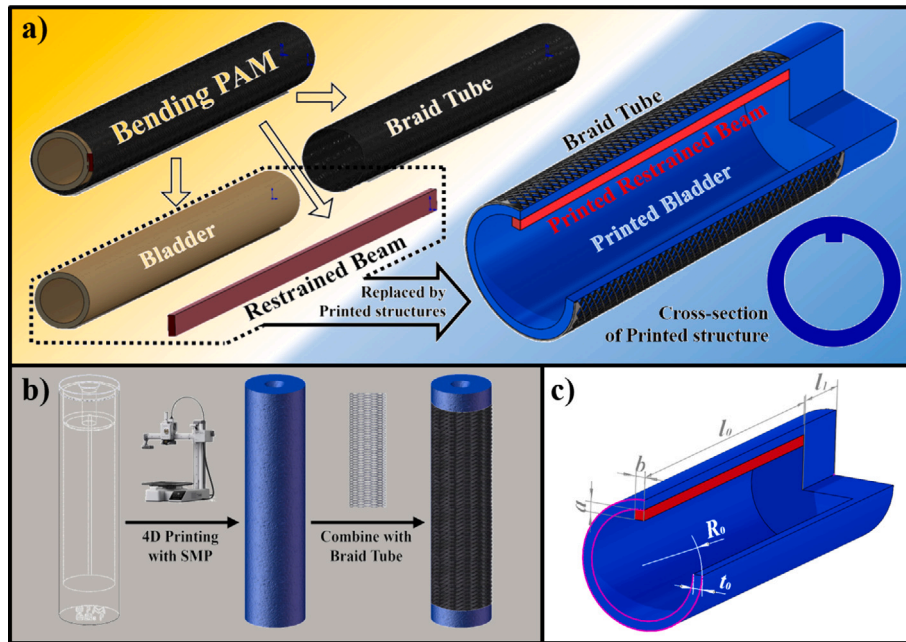 a)
Bending PAM
Braid Tube
Bladder
Restrained Beam
Replaced by
Printed structures
Braid Tube
Printed Restrained Beam
Printed Bladder
Cross-section
of Printed structure
b)
4D Printing
with SMP
Combine with
Braid Tube
c)
l₁
l₀
b
a
R₀
t₀